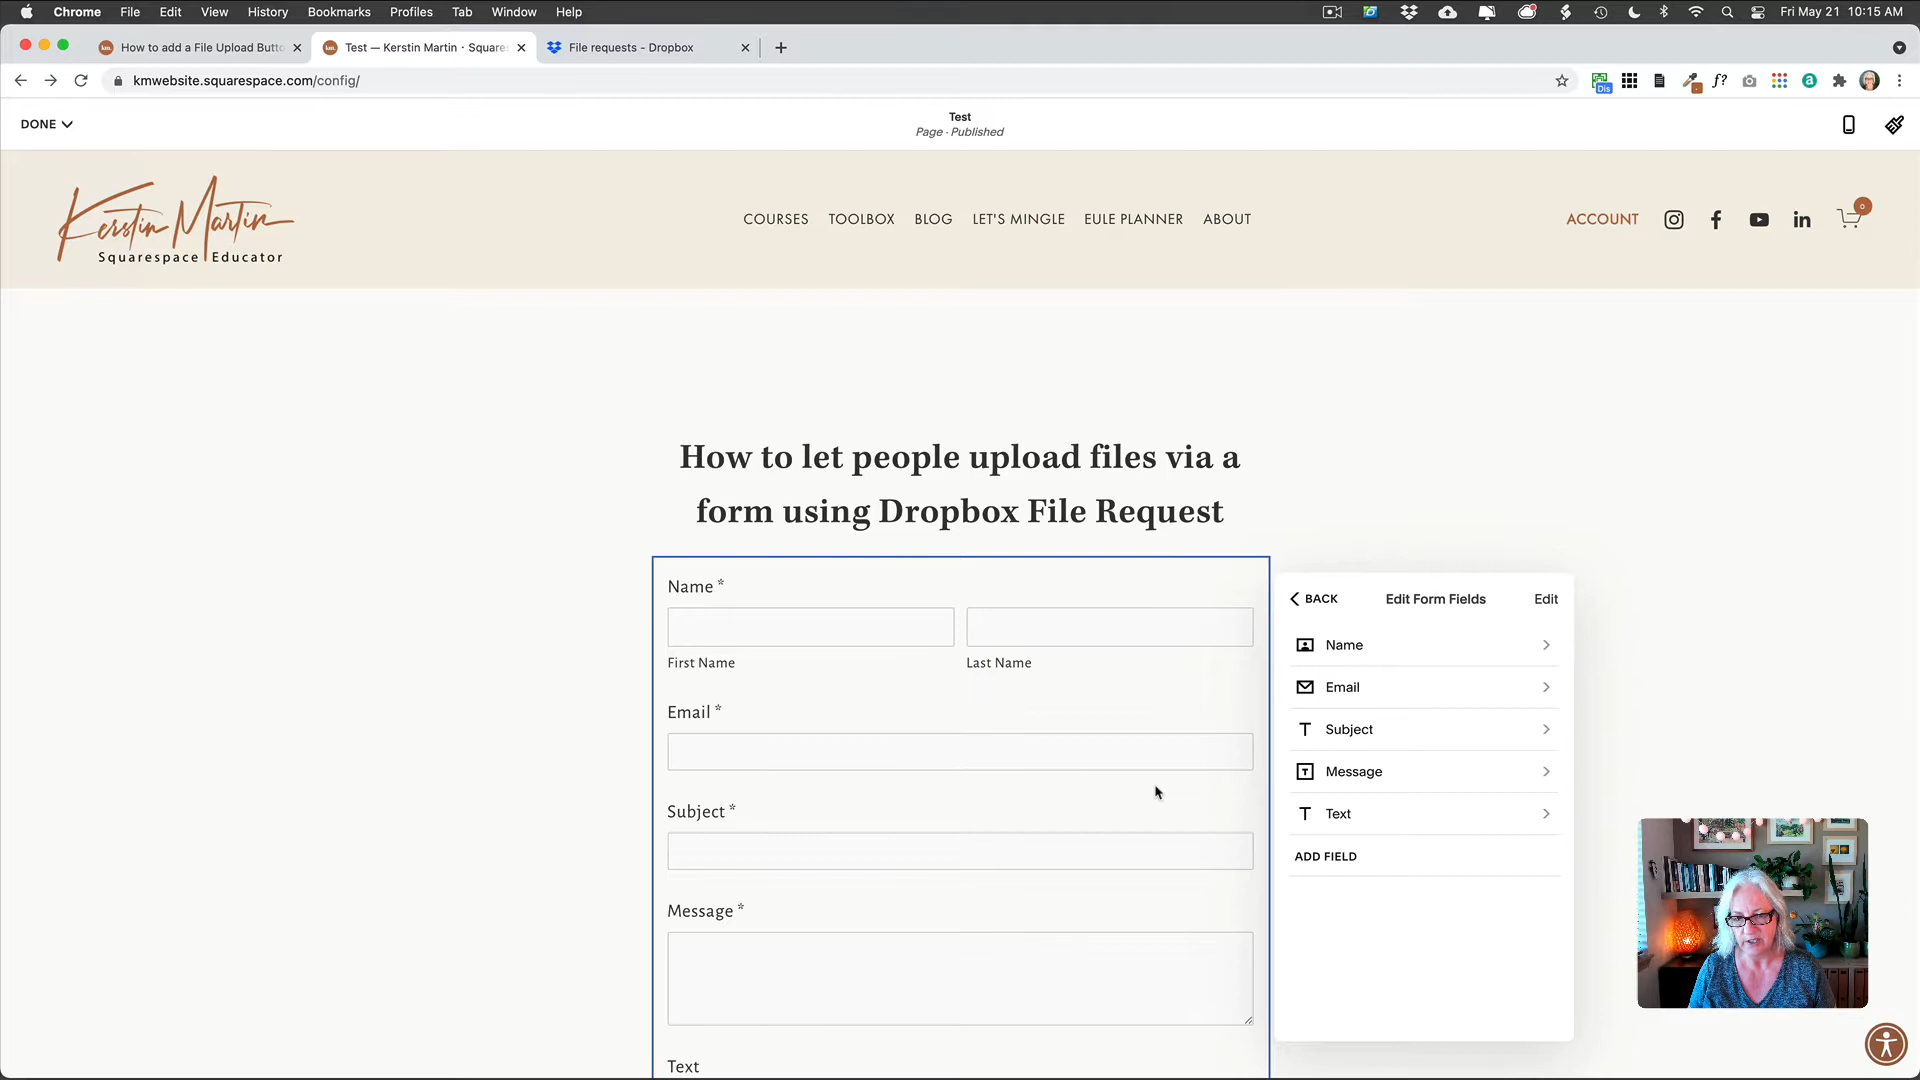 Chrome File Edit View History Bookmarks Profiles Tab Window Help
Fri May 21 10:15 AM
How to add a File Upload Butto
Test — Kerstin Martin · Square
File requests - Dropbox
kmwebsite.squarespace.com/config/
Dis
f?
a
DONE
Test
Page · Published
Kerstin Martin
Squarespace Educator
COURSES TOOLBOX BLOG LET'S MINGLE EULE PLANNER ABOUT
ACCOUNT
0
How to let people upload files via a
form using Dropbox File Request
Name *
First Name
Last Name
Email *
Subject *
Message *
Text
BACK
Edit Form Fields
Edit
Name
Email
Subject
Message
Text
ADD FIELD